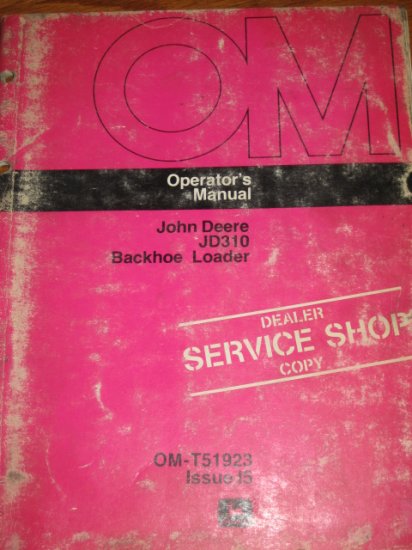 OM
Operator's
Manual
John Deere
JD310
Backhoe Loader
DEALER
SERVICE SHOP
COPY
OM-T51923
Issue I5